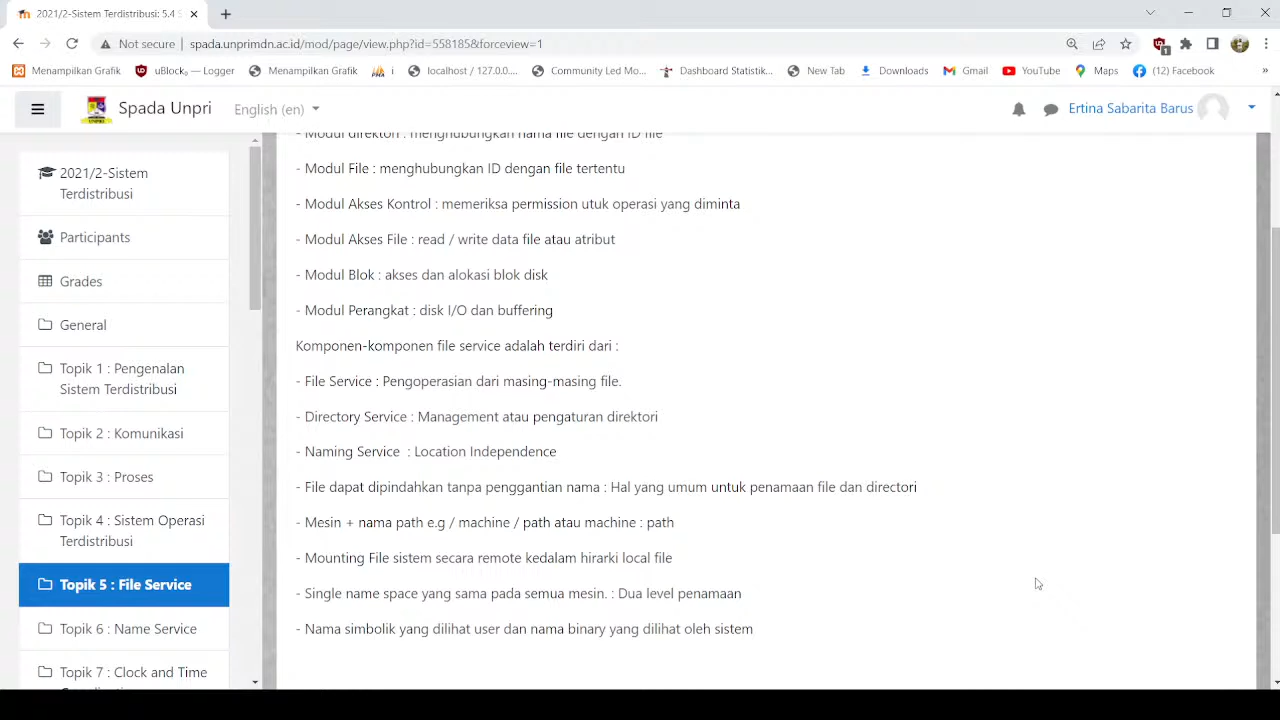 2021/2-Sistem Terdistribusi: 5.4 S
Not secure | spada.unprimdn.ac.id/mod/page/view.php?id=558185&forceview=1
Menampilkan Grafik
uBlock₀ — Logger
Menampilkan Grafik
i
localhost / 127.0.0....
Community Led Mo...
Dashboard Statistik...
New Tab
Downloads
Gmail
YouTube
Maps
(12) Facebook
»
Spada Unpri
English (en)
Ertina Sabarita Barus
2021/2-Sistem
Terdistribusi
Participants
Grades
General
Topik 1 : Pengenalan
Sistem Terdistribusi
Topik 2 : Komunikasi
Topik 3 : Proses
Topik 4 : Sistem Operasi
Terdistribusi
Topik 5 : File Service
Topik 6 : Name Service
Topik 7 : Clock and Time
- Modul direktori : menghubungkan nama file dengan ID file
- Modul File : menghubungkan ID dengan file tertentu
- Modul Akses Kontrol : memeriksa permission utuk operasi yang diminta
- Modul Akses File : read / write data file atau atribut
- Modul Blok : akses dan alokasi blok disk
- Modul Perangkat : disk I/O dan buffering
Komponen-komponen file service adalah terdiri dari :
- File Service : Pengoperasian dari masing-masing file.
- Directory Service : Management atau pengaturan direktori
- Naming Service  : Location Independence
- File dapat dipindahkan tanpa penggantian nama : Hal yang umum untuk penamaan file dan directori
- Mesin + nama path e.g / machine / path atau machine : path
- Mounting File sistem secara remote kedalam hirarki local file
- Single name space yang sama pada semua mesin. : Dua level penamaan
- Nama simbolik yang dilihat user dan nama binary yang dilihat oleh sistem